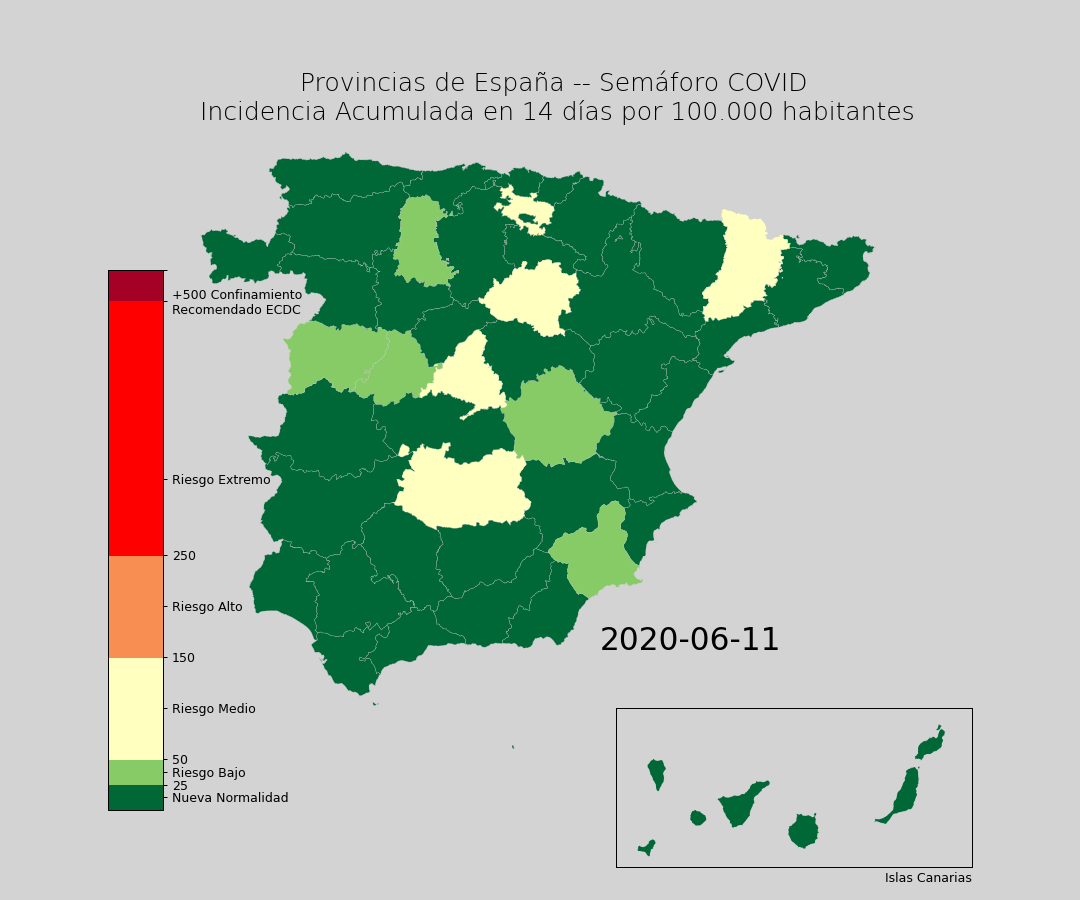 Provincias de España -- Semáforo COVID
Incidencia Acumulada en 14 días por 100.000 habitantes
+500 Confinamiento
Recomendado ECDC
Riesgo Extremo
250
Riesgo Alto
150
Riesgo Medio
50
Riesgo Bajo
25
Nueva Normalidad
2020-06-11
Islas Canarias